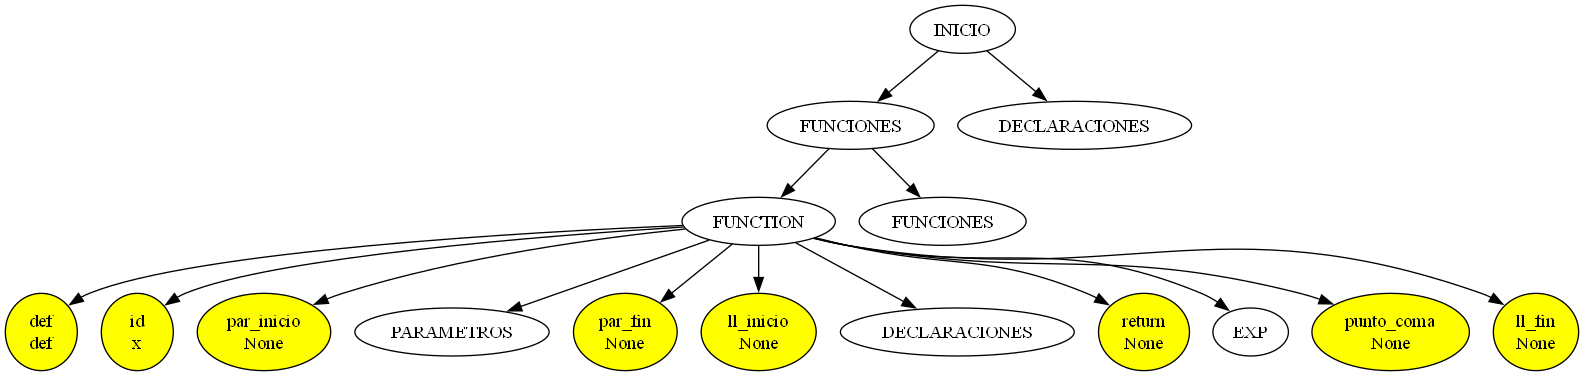 INICIO
FUNCIONES
DECLARACIONES
FUNCTION
FUNCIONES
def
def
id
x
par_inicio
None
PARAMETROS
par_fin
None
ll_inicio
None
DECLARACIONES
return
None
EXP
punto_coma
None
ll_fin
None